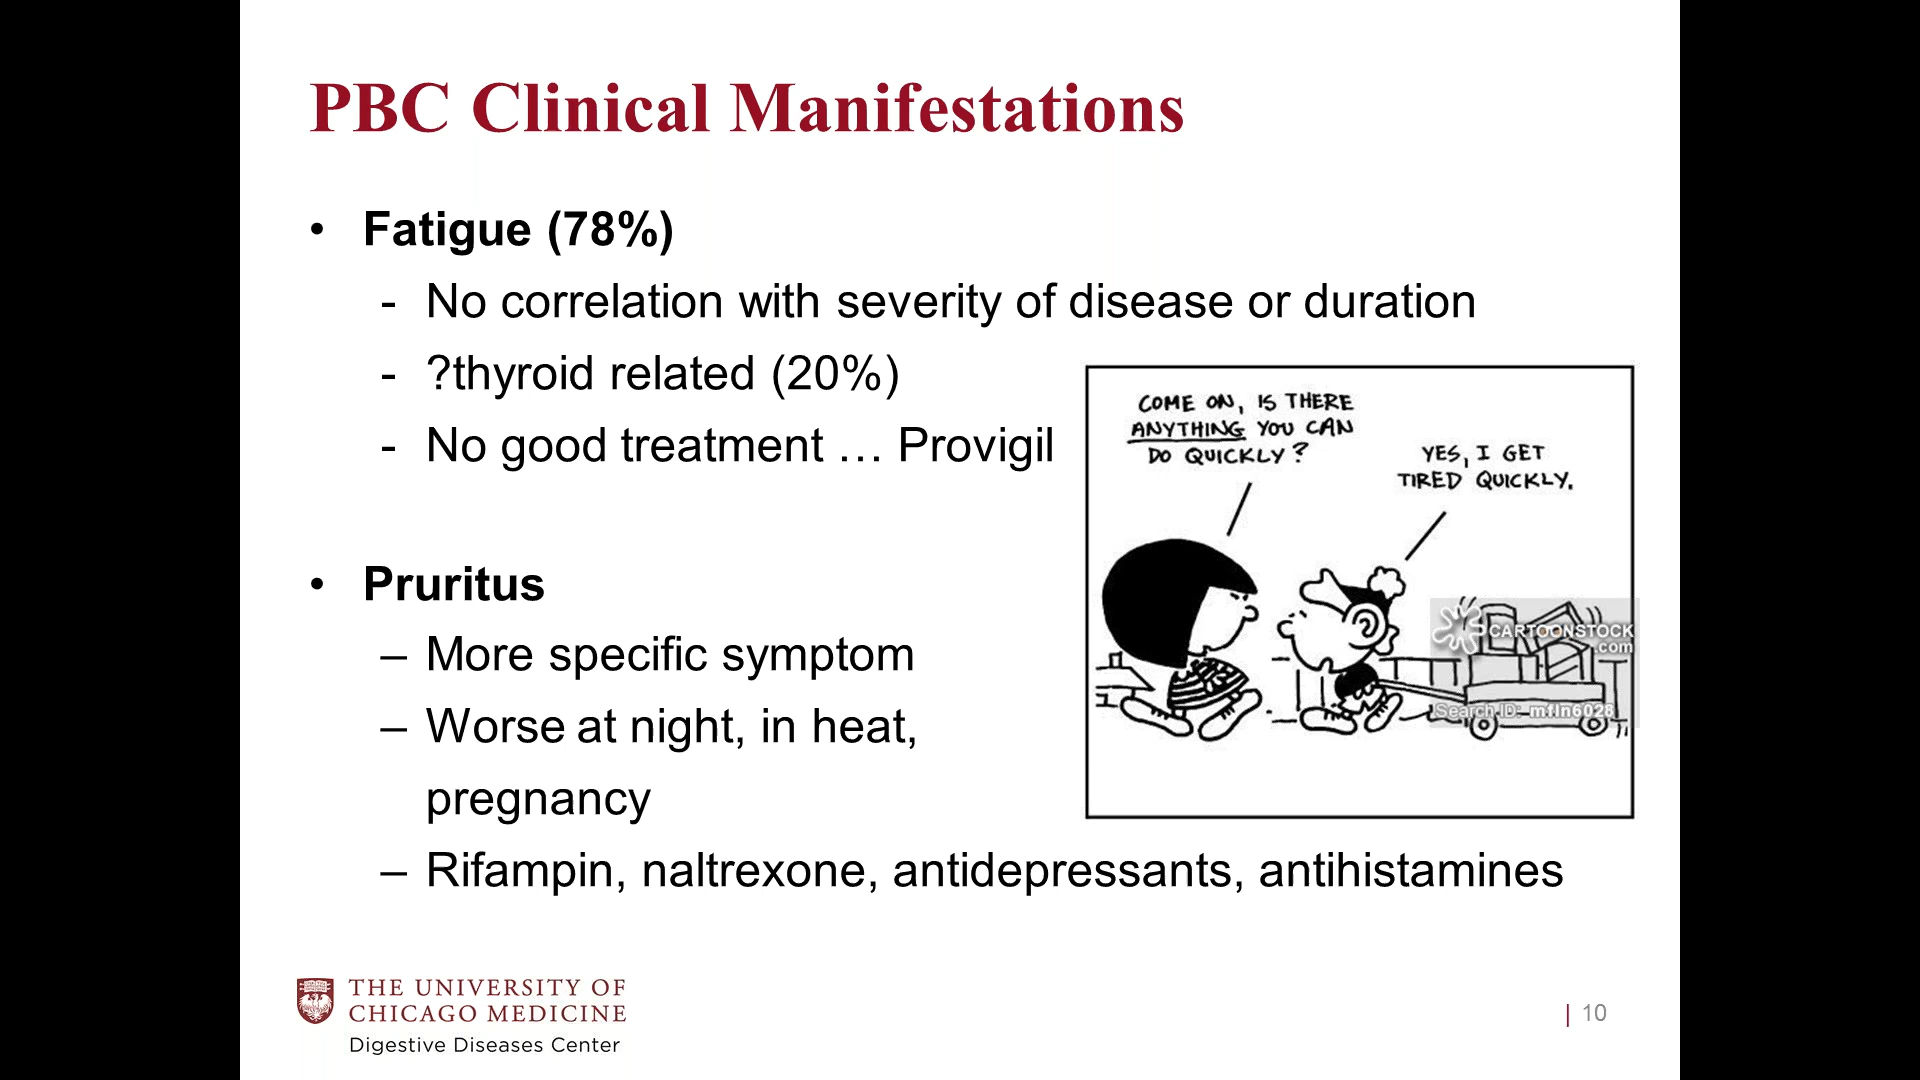 PBC Clinical Manifestations
• Fatigue (78%)
- No correlation with severity of disease or duration
- ?thyroid related (20%)
- No good treatment … Provigil
COME ON, IS THERE
ANYTHING YOU CAN
DO QUICKLY?
YES, I GET
TIRED QUICKLY.
CARTOONSTOCK
.com
Search ID: mfln6028
• Pruritus
– More specific symptom
– Worse at night, in heat,
pregnancy
– Rifampin, naltrexone, antidepressants, antihistamines
THE UNIVERSITY OF
CHICAGO MEDICINE
Digestive Diseases Center
| 10